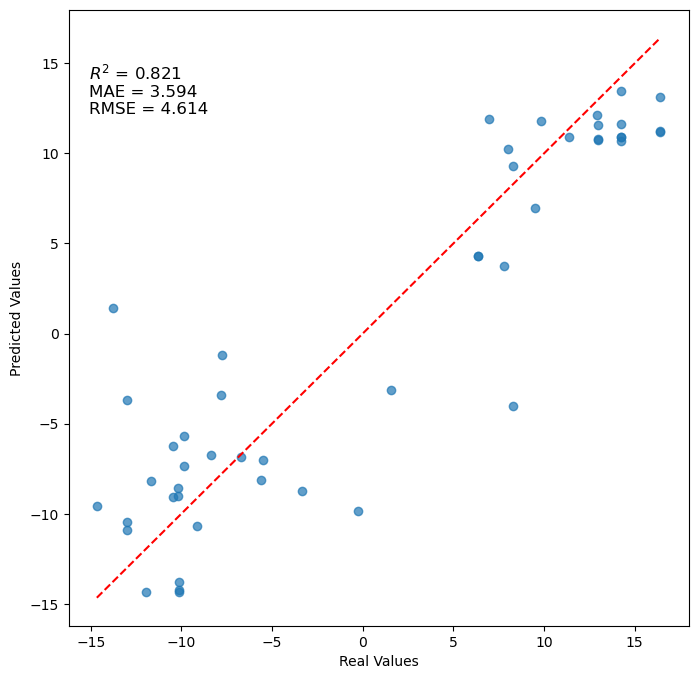 R² = 0.821
MAE = 3.594
RMSE = 4.614
15
10
5
0
−5
−10
−15
Predicted Values
−15 −10 −5 0 5 10 15
Real Values